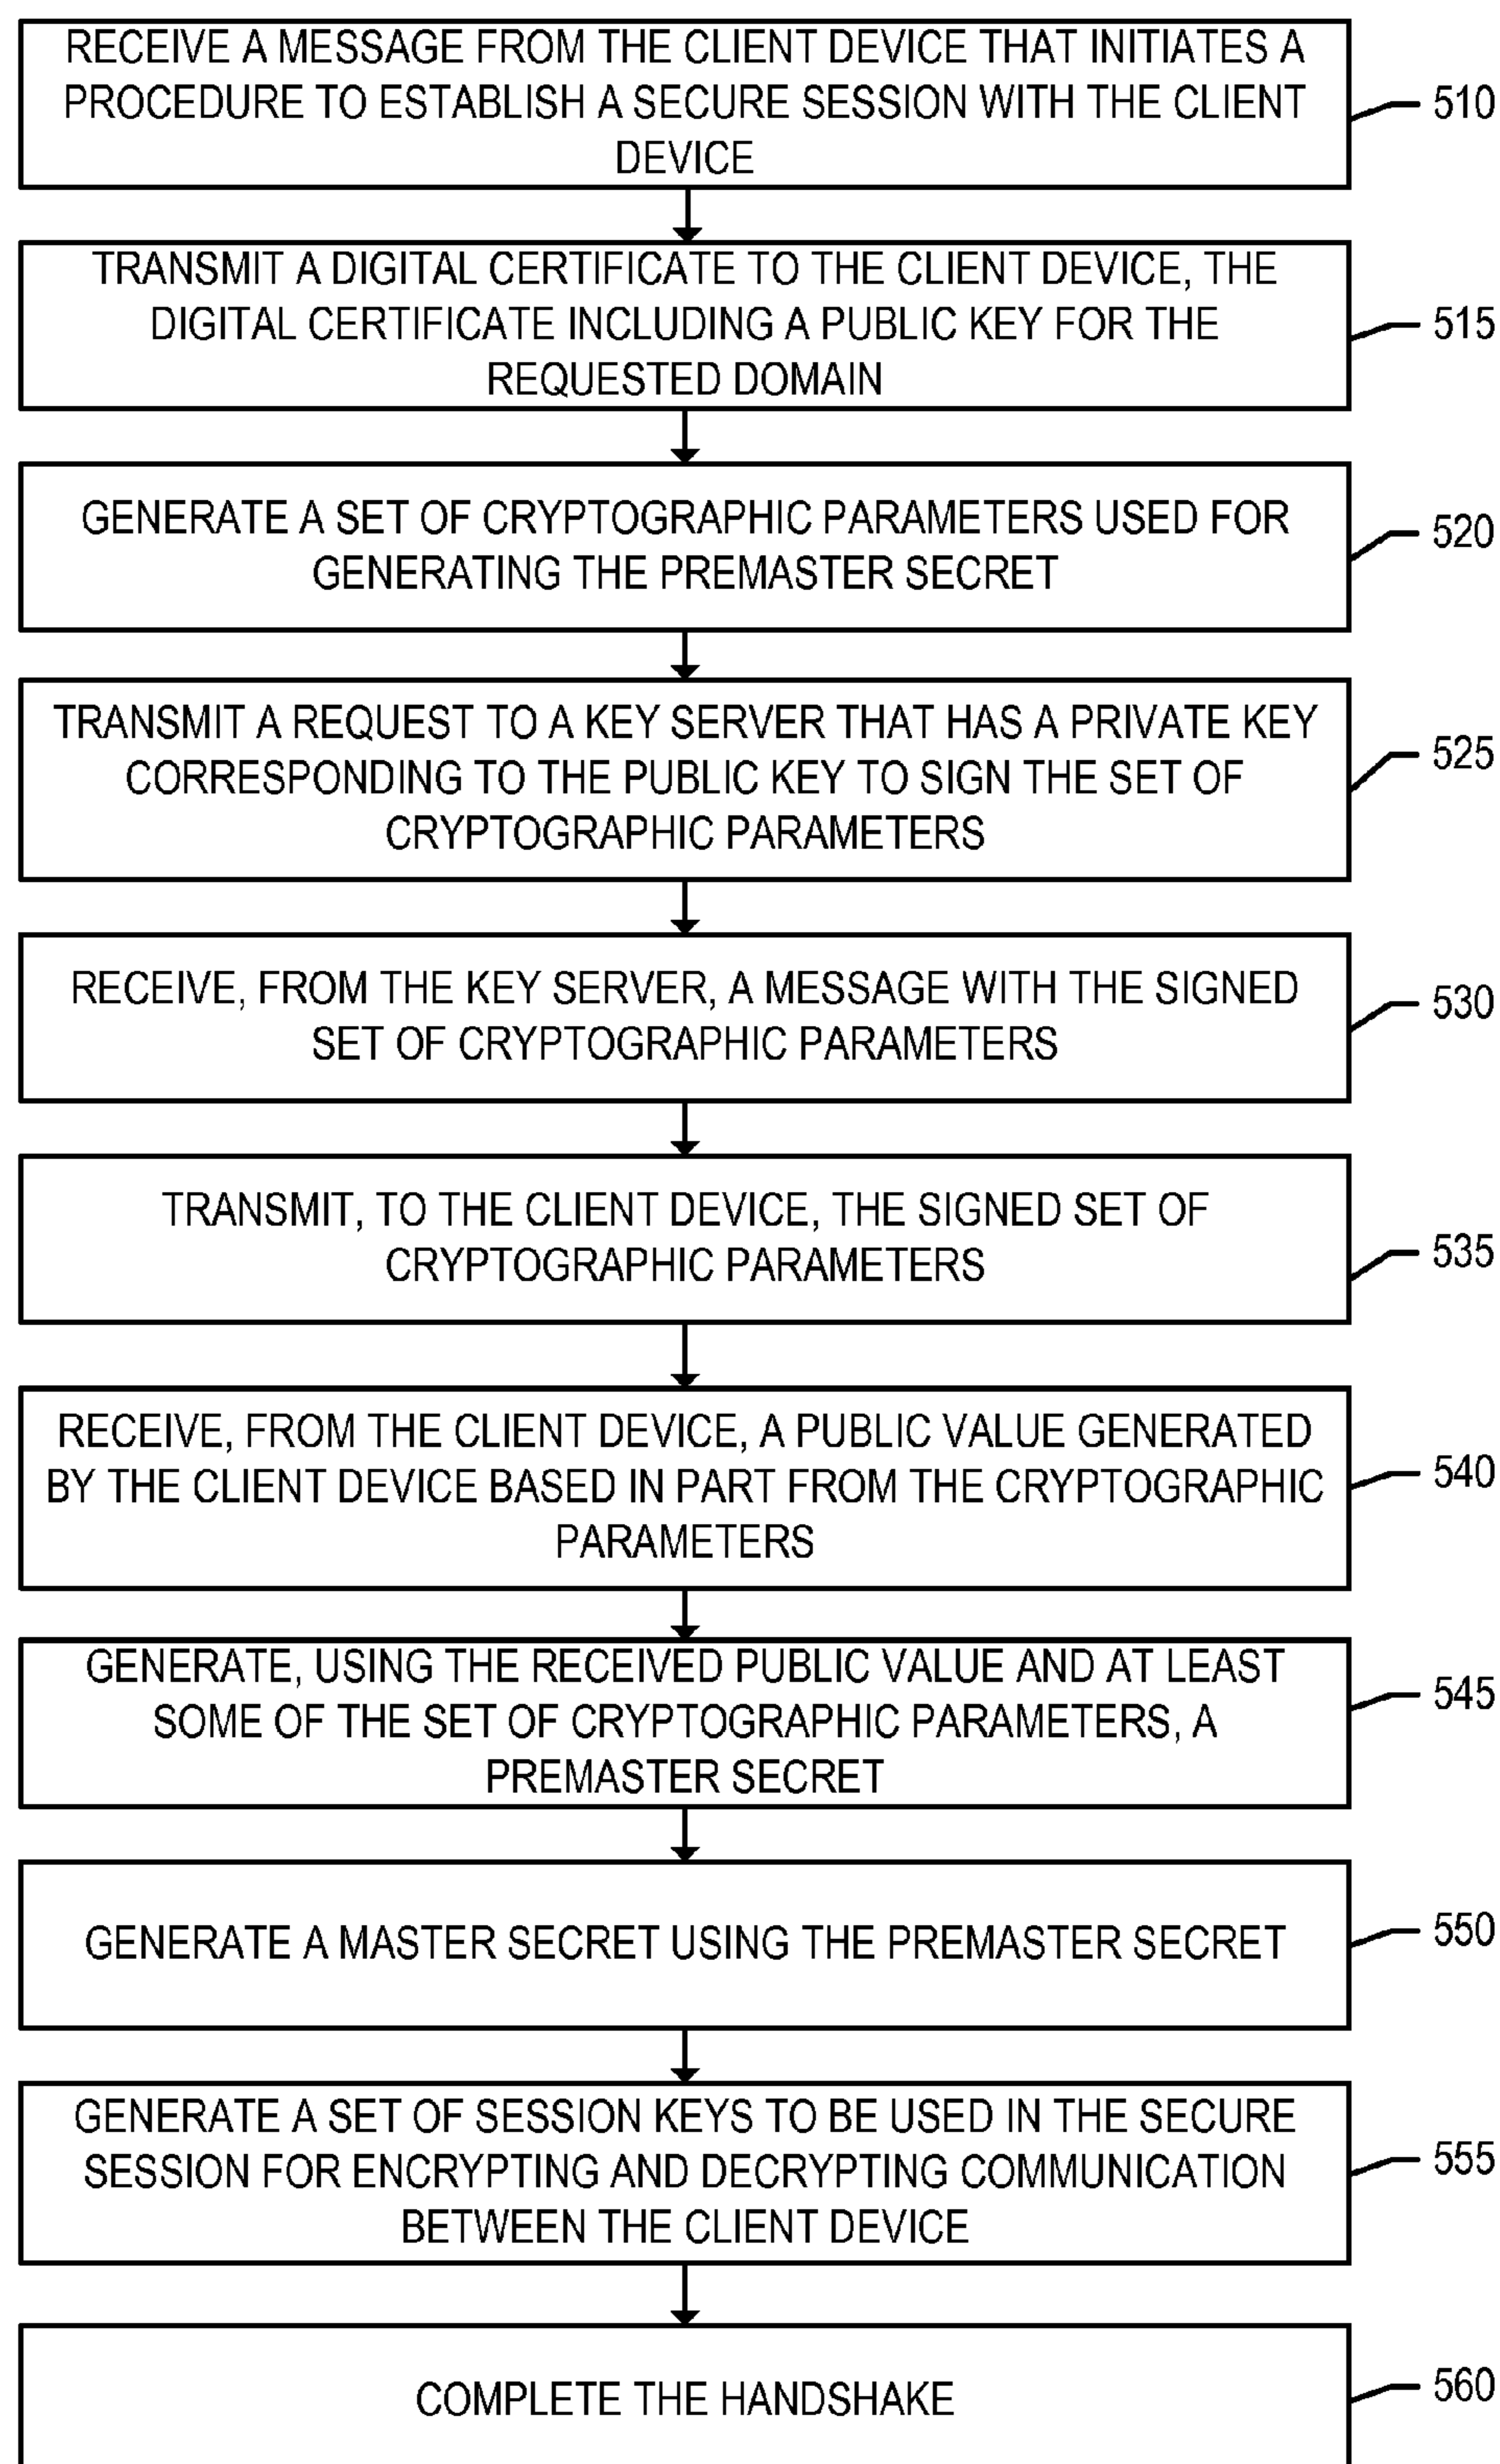 RECEIVE A MESSAGE FROM THE CLIENT DEVICE THAT INITIATES A
PROCEDURE TO ESTABLISH A SECURE SESSION WITH THE CLIENT
DEVICE
510
TRANSMIT A DIGITAL CERTIFICATE TO THE CLIENT DEVICE, THE
DIGITAL CERTIFICATE INCLUDING A PUBLIC KEY FOR THE
REQUESTED DOMAIN
515
GENERATE A SET OF CRYPTOGRAPHIC PARAMETERS USED FOR
GENERATING THE PREMASTER SECRET
520
TRANSMIT A REQUEST TO A KEY SERVER THAT HAS A PRIVATE KEY
CORRESPONDING TO THE PUBLIC KEY TO SIGN THE SET OF
CRYPTOGRAPHIC PARAMETERS
525
RECEIVE, FROM THE KEY SERVER, A MESSAGE WITH THE SIGNED
SET OF CRYPTOGRAPHIC PARAMETERS
530
TRANSMIT, TO THE CLIENT DEVICE, THE SIGNED SET OF
CRYPTOGRAPHIC PARAMETERS
535
RECEIVE, FROM THE CLIENT DEVICE, A PUBLIC VALUE GENERATED
BY THE CLIENT DEVICE BASED IN PART FROM THE CRYPTOGRAPHIC
PARAMETERS
540
GENERATE, USING THE RECEIVED PUBLIC VALUE AND AT LEAST
SOME OF THE SET OF CRYPTOGRAPHIC PARAMETERS, A
PREMASTER SECRET
545
GENERATE A MASTER SECRET USING THE PREMASTER SECRET
550
GENERATE A SET OF SESSION KEYS TO BE USED IN THE SECURE
SESSION FOR ENCRYPTING AND DECRYPTING COMMUNICATION
BETWEEN THE CLIENT DEVICE
555
COMPLETE THE HANDSHAKE
560